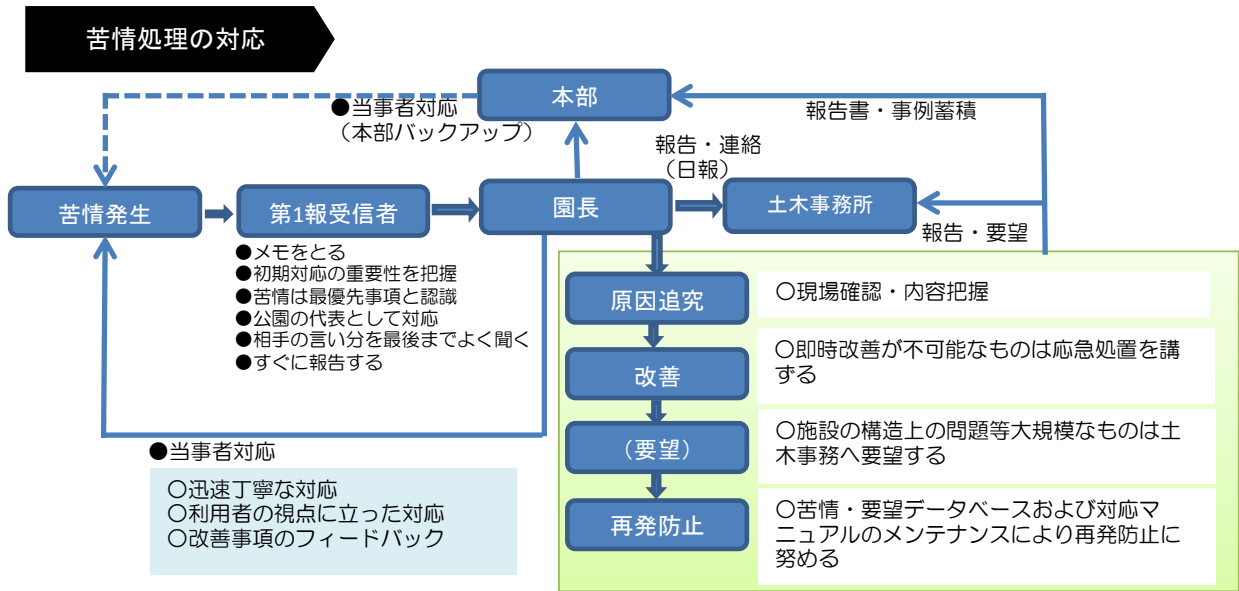 苦情処理の対応
本部
●当事者対応
（本部バックアップ）
報告書・事例蓄積
報告・連絡
（日報）
苦情発生
第1報受信者
園長
土木事務所
報告・要望
●メモをとる
●初期対応の重要性を把握
●苦情は最優先事項と認識
●公園の代表として対応
●相手の言い分を最後までよく聞く
●すぐに報告する
原因追究
〇現場確認・内容把握
改善
〇即時改善が不可能なものは応急処置を講
ずる
（要望）
〇施設の構造上の問題等大規模なものは土
木事務へ要望する
再発防止
〇苦情・要望データベースおよび対応マ
ニュアルのメンテナンスにより再発防止に
努める
●当事者対応
〇迅速丁寧な対応
〇利用者の視点に立った対応
〇改善事項のフィードバック